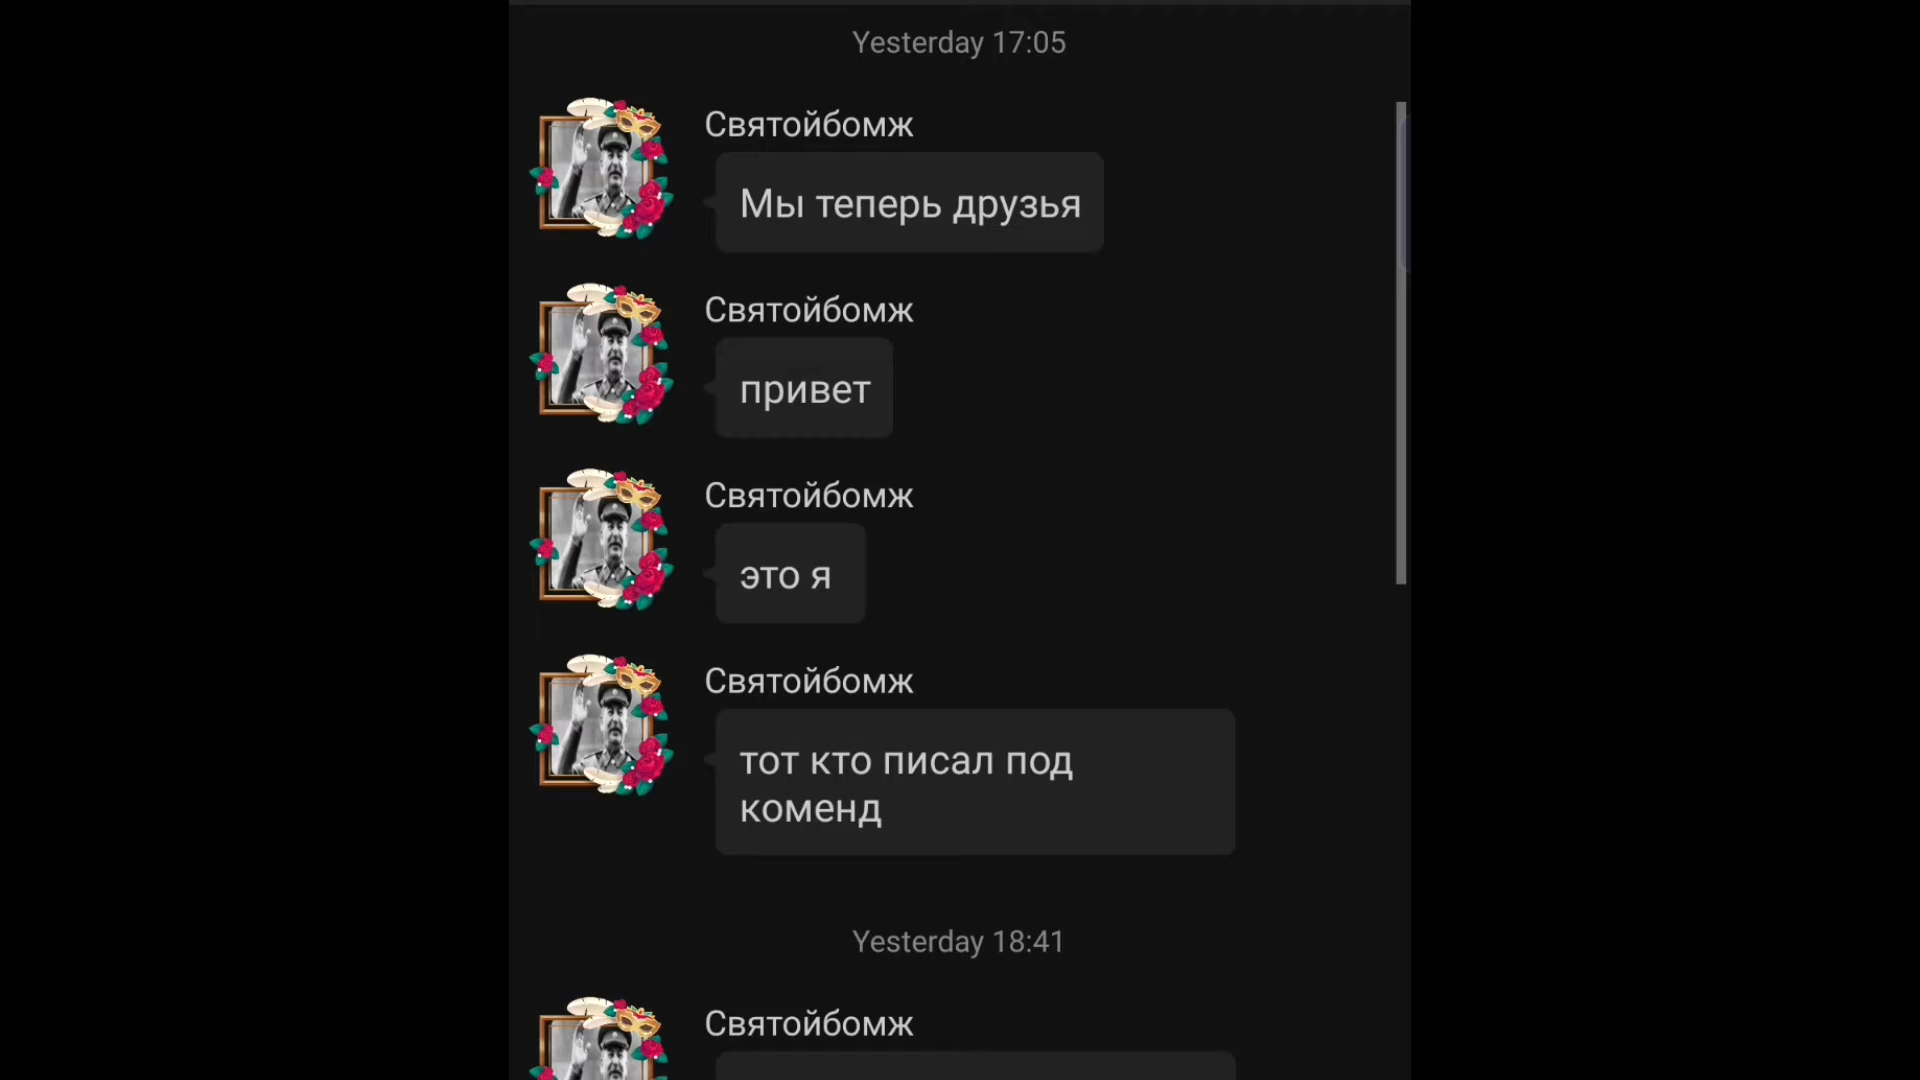 Yesterday 17:05
Святойбомж
Мы теперь друзья
Святойбомж
привет
Святойбомж
это я
Святойбомж
тот кто писал под
коменд
Yesterday 18:41
Святойбомж